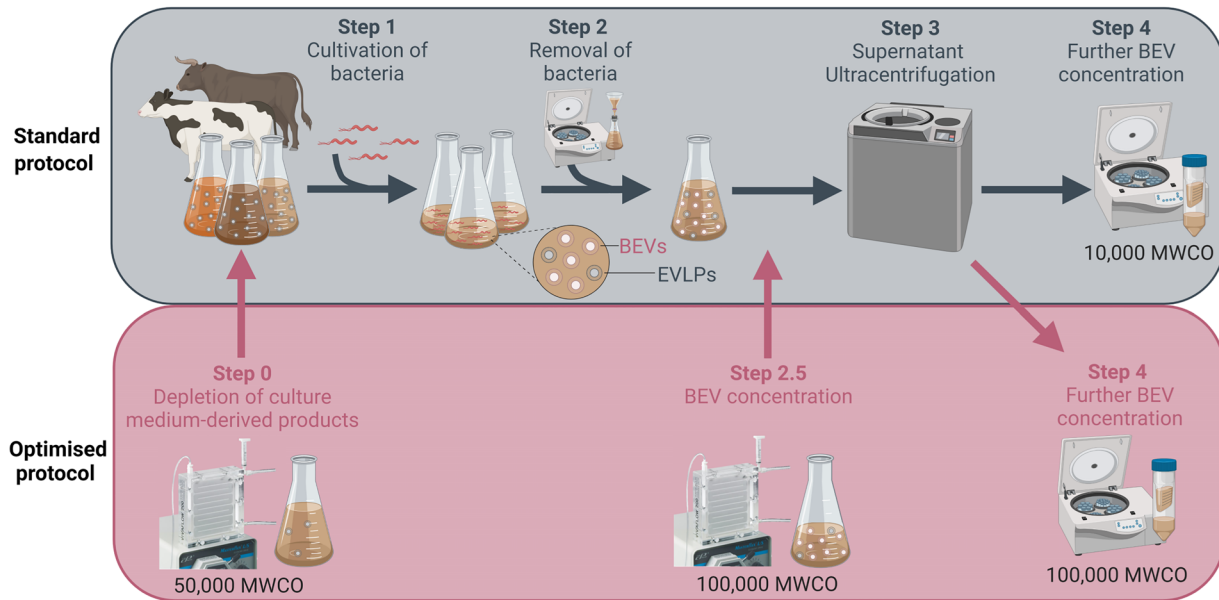 Step 1
Cultivation of
bacteria
Step 2
Removal of
bacteria
Step 3
Supernatant
Ultracentrifugation
Step 4
Further BEV
concentration
Standard
protocol
BEVs
EVLPs
10,000 MWCO
Step 0
Depletion of culture
medium-derived products
Step 2.5
BEV concentration
Step 4
Further BEV
concentration
Optimised
protocol
50,000 MWCO
100,000 MWCO
100,000 MWCO